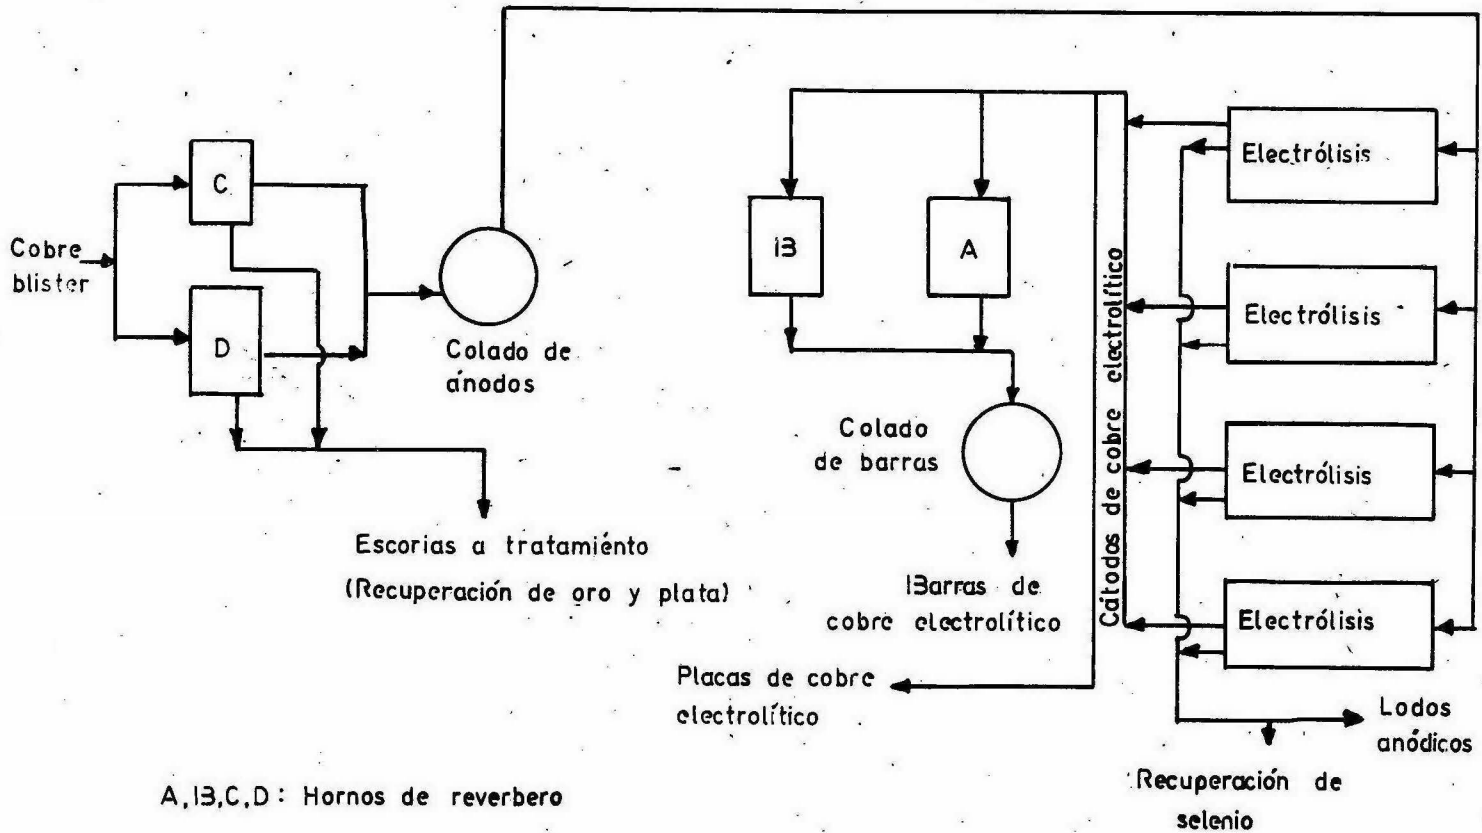 Cobre
blister
C
D
Colado de
ánodos
Escorias a tratamiénto
(Recuperación de oro y plata)
B
A
Colado
de barras
Barras de
cobre electrolítico
Placas de cobre
electrolítico
Cátodos de cobre electrolítico
Electrólisis
Electrólisis
Electrólisis
Electrólisis
Lodos
anódicos
Recuperación de
selenio
A,B,C,D: Hornos de reverbero